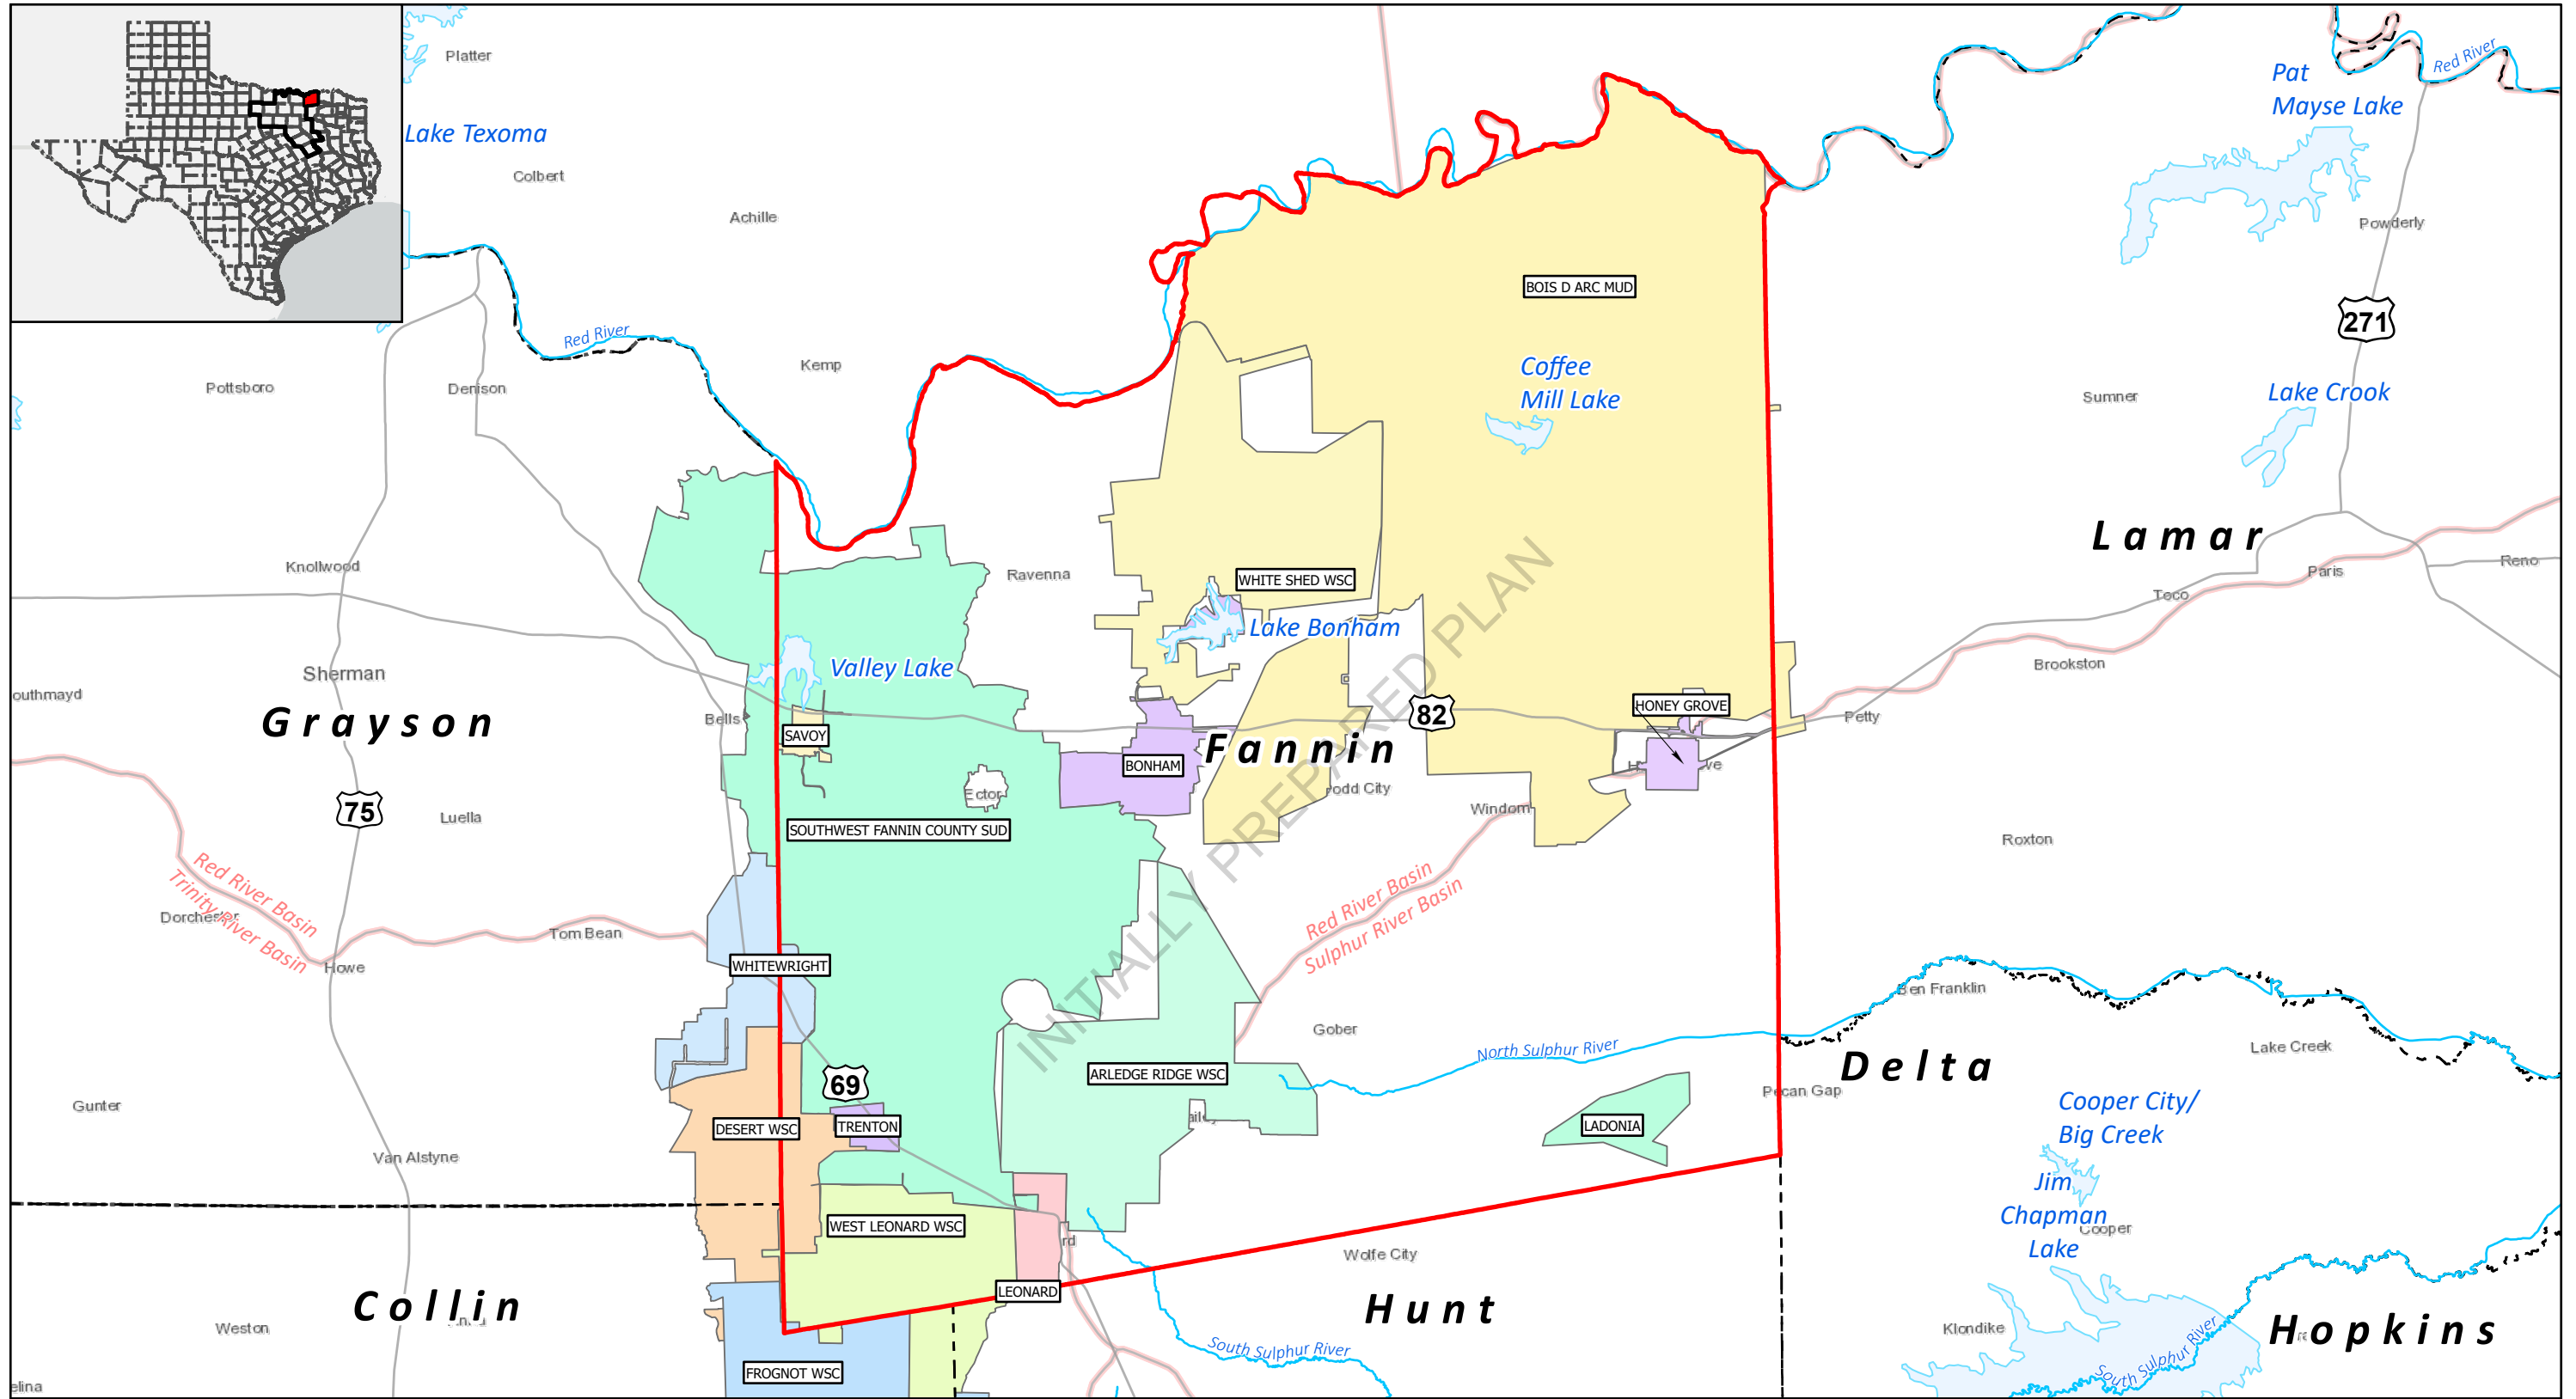 Platter
Lake Texoma
Colbert
Achille
Red River
Kemp
Pottsboro
Denison
Pat
Mayse Lake
Red River
Powderly
271
BOIS D ARC MUD
Coffee
Mill Lake
Lake Crook
Sumner
Lamar
Knollwood
Ravenna
WHITE SHED WSC
Lake Bonham
Paris
Reno
Toco
Brookston
Sherman
outhmayd
Grayson
Bells
Valley Lake
SAVOY
82
HONEY GROVE
Petty
BONHAM
Fannin
Ector
odd City
Windom
75
Luella
SOUTHWEST FANNIN COUNTY SUD
Roxton
Red River Basin
Trinity River Basin
Dorchester
Howe
Tom Bean
WHITEWRIGHT
Red River Basin
Sulphur River Basin
INITIALLY PREPARED PLAN
Ben Franklin
Gober
North Sulphur River
Lake Creek
Delta
Pecan Gap
69
ARLEDGE RIDGE WSC
Gunter
DESERT WSC
TRENTON
LADONIA
Cooper City/
Big Creek
Van Alstyne
Jim
Chapman
Lake
Cooper
WEST LEONARD WSC
rd
Wolfe City
LEONARD
Collin
Hunt
Weston
South Sulphur River
Klondike
South Sulphur River
Hopkins
FROGNOT WSC
elina